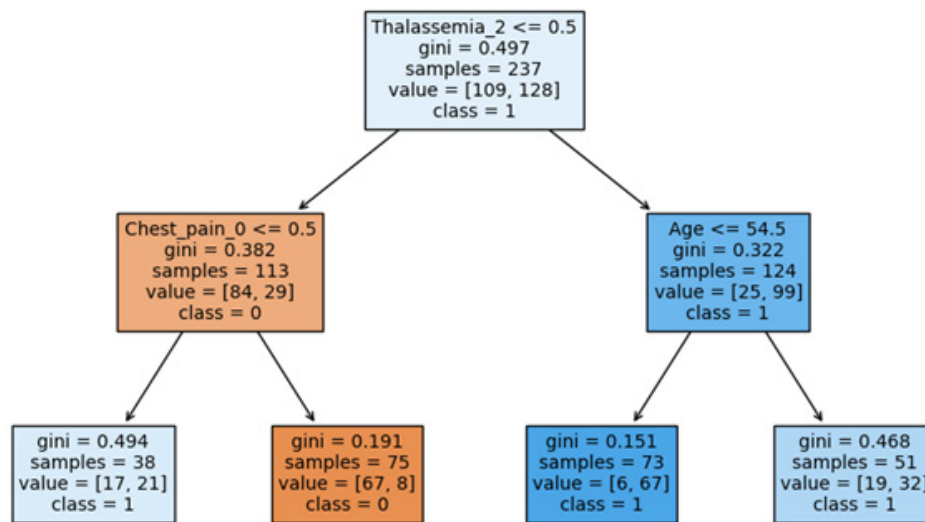 Thalassemia_2 <= 0.5
gini = 0.497
samples = 237
value = [109, 128]
class = 1
Chest_pain_0 <= 0.5
gini = 0.382
samples = 113
value = [84, 29]
class = 0
Age <= 54.5
gini = 0.322
samples = 124
value = [25, 99]
class = 1
gini = 0.494
samples = 38
value = [17, 21]
class = 1
gini = 0.191
samples = 75
value = [67, 8]
class = 0
gini = 0.151
samples = 73
value = [6, 67]
class = 1
gini = 0.468
samples = 51
value = [19, 32]
class = 1